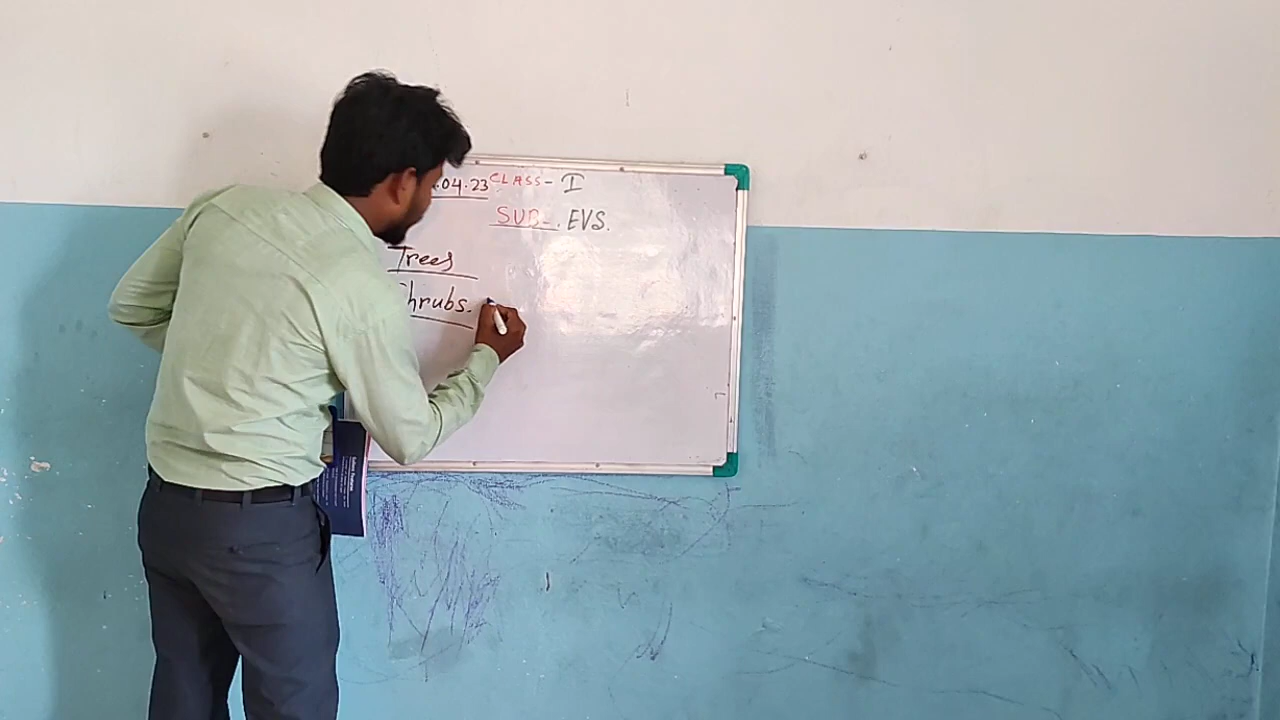 .04.23 CLASS- I
SUB-. EVS.
Trees
Shrubs.